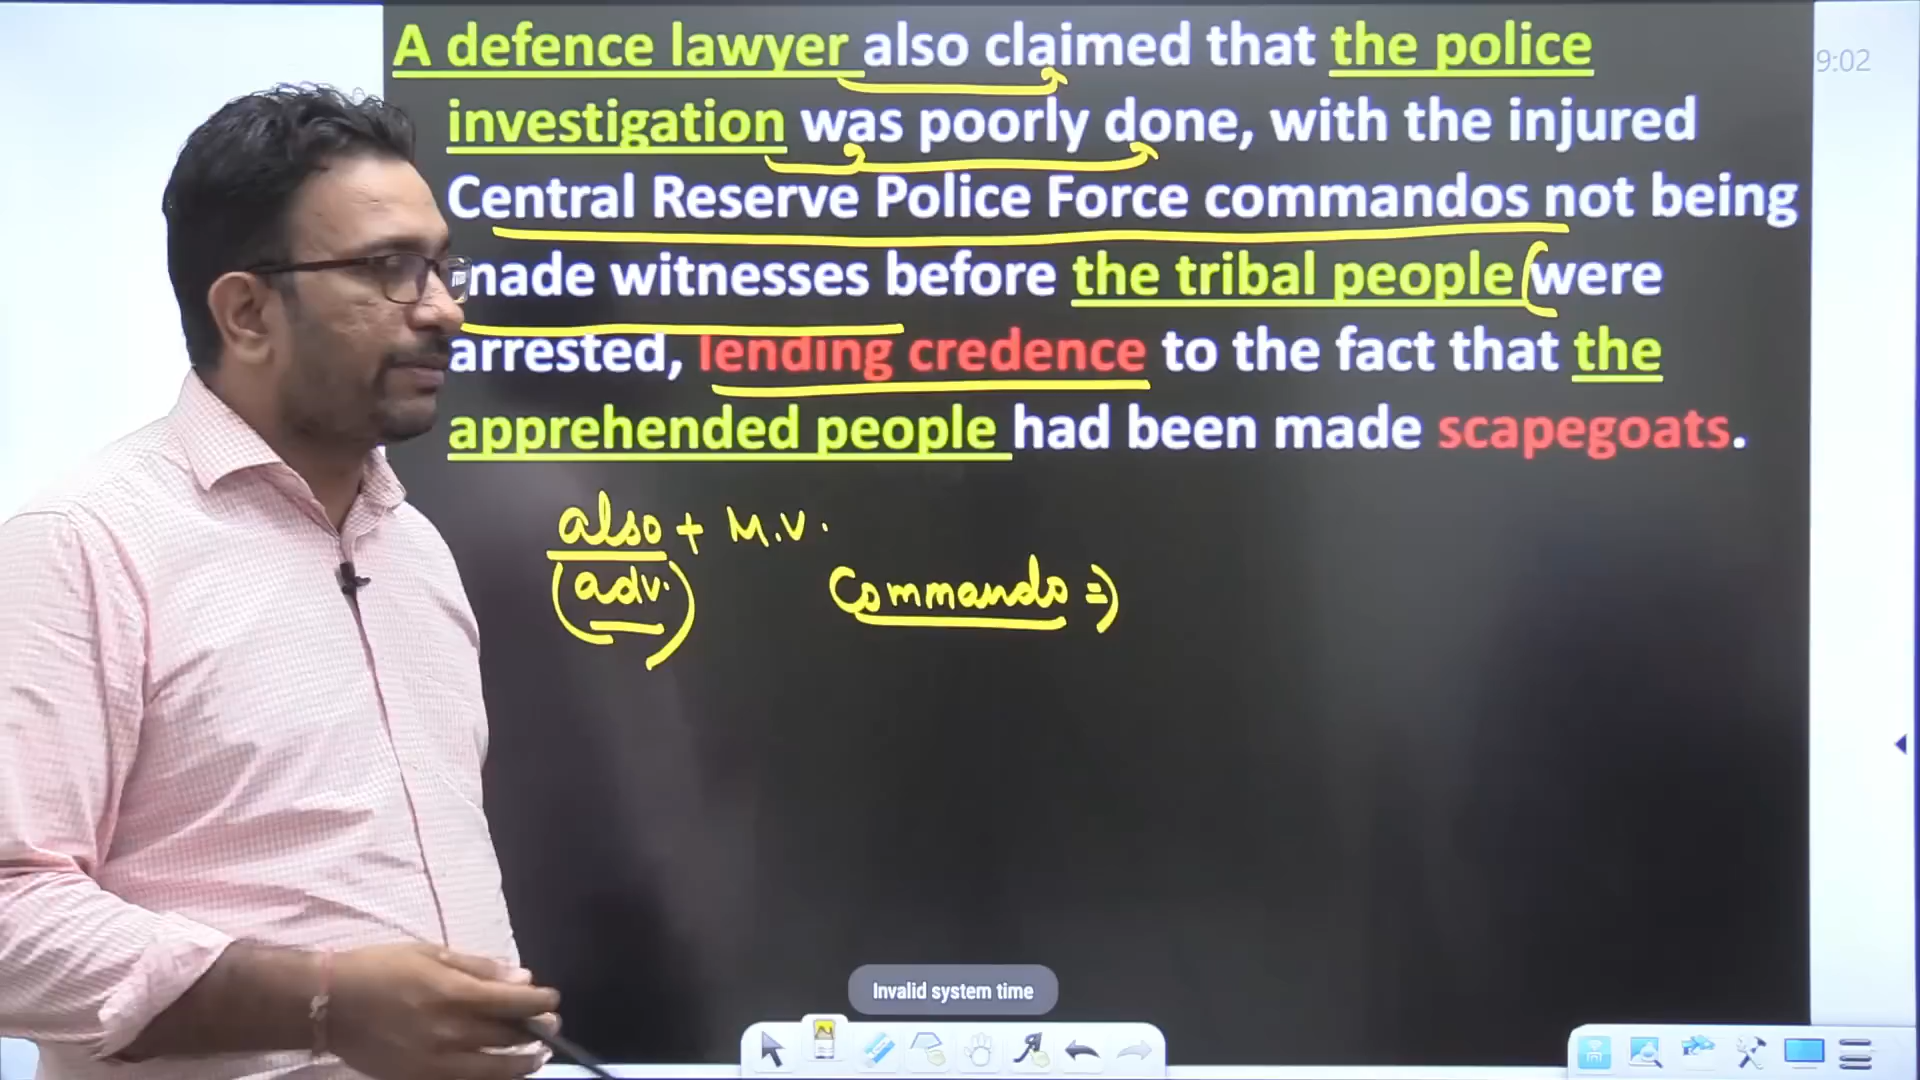 A defence lawyer also claimed that the police
9:02
investigation was poorly done, with the injured
Central Reserve Police Force commandos not being
made witnesses before the tribal people were
arrested, lending credence to the fact that the
apprehended people had been made scapegoats.
also + M.V.
(adv.)
Commando =)
Invalid system time